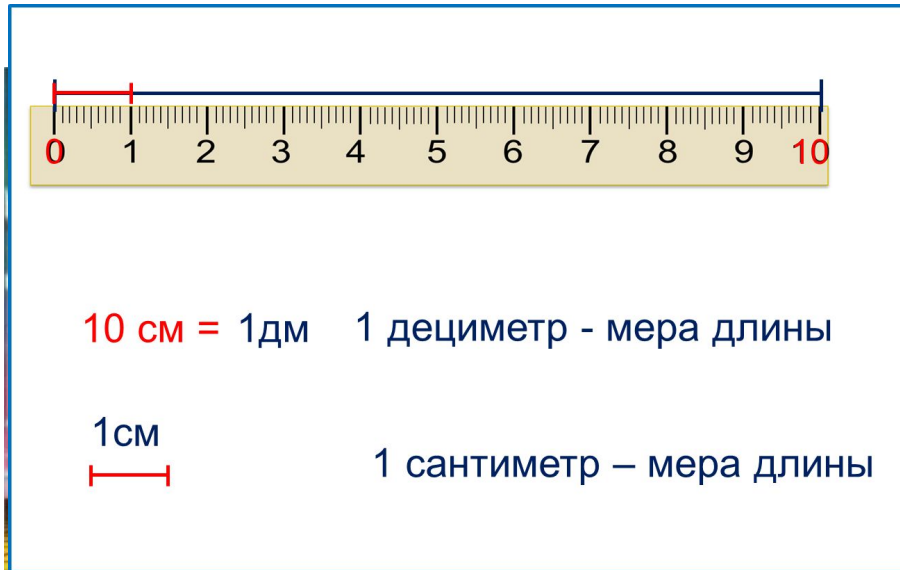 0 1 2 3 4 5 6 7 8 9 10
10 см = 1дм 1 дециметр - мера длины
1см
1 сантиметр – мера длины